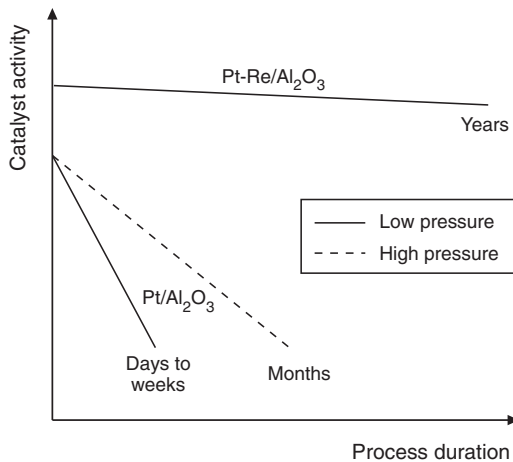 Catalyst activity
Pt-Re/Al₂O₃
Years
Low pressure
High pressure
Pt/Al₂O₃
Days to
weeks
Months
Process duration